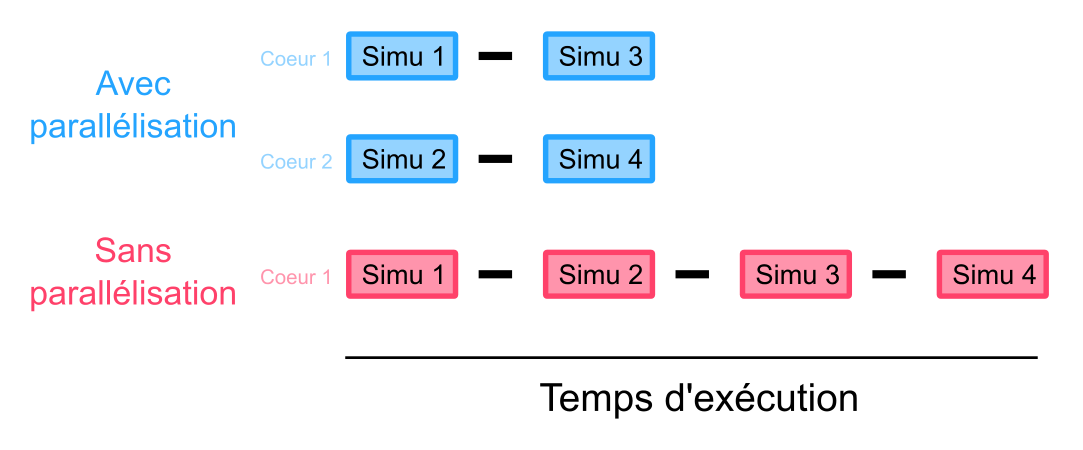 Avec
parallélisation
Coeur 1
Simu 1
Simu 3
Coeur 2
Simu 2
Simu 4
Sans
parallélisation
Coeur 1
Simu 1
Simu 2
Simu 3
Simu 4
Temps d'exécution